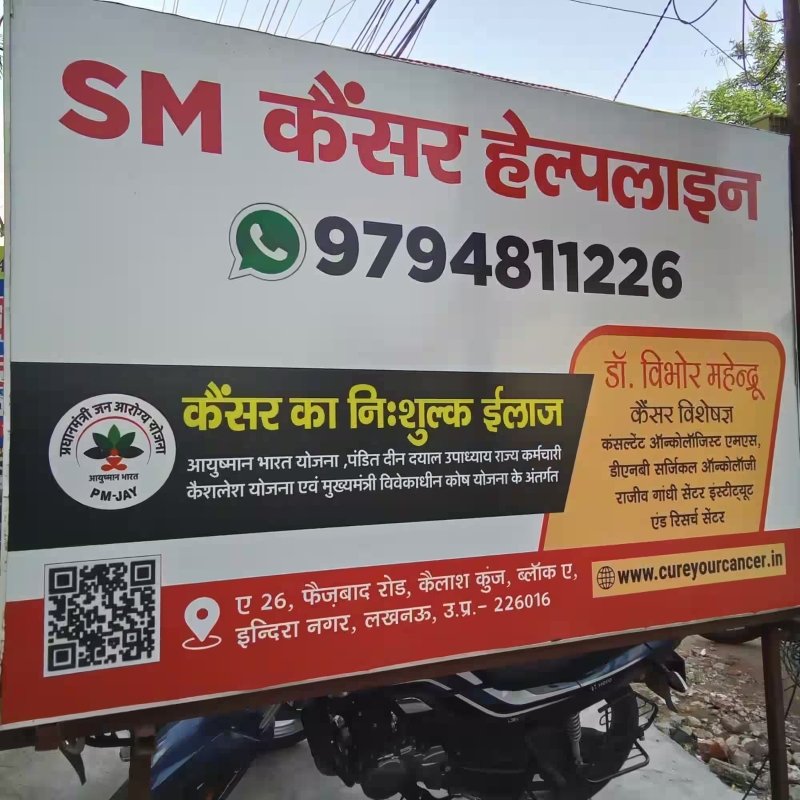 SM कैंसर हेल्पलाइन
9794811226
प्रधानमंत्री जन आरोग्य योजना
आयुष्मान भारत
PM-JAY
कैंसर का निःशुल्क ईलाज
आयुष्मान भारत योजना ,पंडित दीन दयाल उपाध्याय राज्य कर्मचारी
कैशलेश योजना एवं मुख्यमंत्री विवेकाधीन कोष योजना के अंतर्गत
डॉ. विभोर महेन्द्रू
कैंसर विशेषज्ञ
कंसल्टेंट ऑन्कोलॉजिस्ट एमएस,
डीएनबी सर्जिकल ऑन्कोलॉजी
राजीव गांधी सेंटर इंस्टीट्यूट
एंड रिसर्च सेंटर
ए 26, फैज़बाद रोड, कैलाश कुंज, ब्लॉक ए,
इन्दिरा नगर, लखनऊ, उ.प्र.– 226016
www.cureyourcancer.in